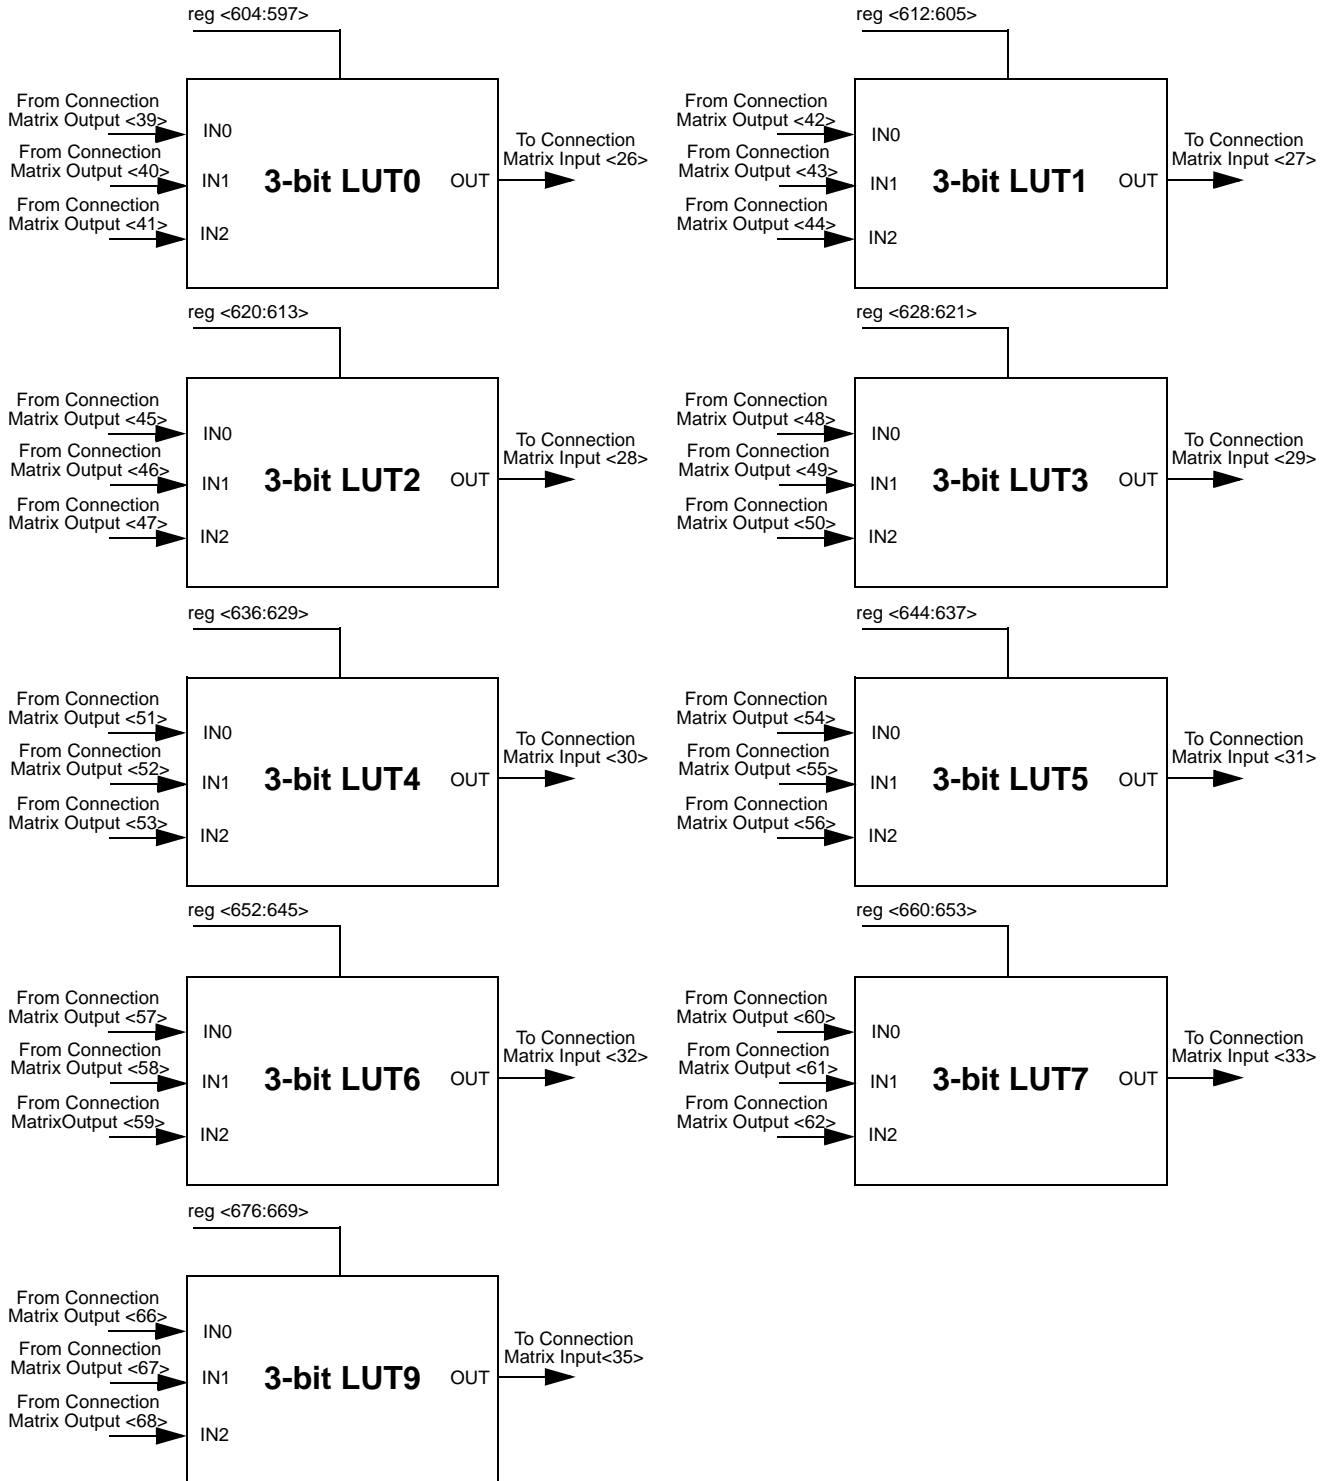 reg <604:597>
From Connection
Matrix Output <39>
IN0
From Connection
Matrix Output <40>
IN1
From Connection
Matrix Output <41>
IN2
3-bit LUT0
OUT
To Connection
Matrix Input <26>
reg <612:605>
From Connection
Matrix Output <42>
IN0
From Connection
Matrix Output <43>
IN1
From Connection
Matrix Output <44>
IN2
3-bit LUT1
OUT
To Connection
Matrix Input <27>
reg <620:613>
From Connection
Matrix Output <45>
IN0
From Connection
Matrix Output <46>
IN1
From Connection
Matrix Output <47>
IN2
3-bit LUT2
OUT
To Connection
Matrix Input <28>
reg <628:621>
From Connection
Matrix Output <48>
IN0
From Connection
Matrix Output <49>
IN1
From Connection
Matrix Output <50>
IN2
3-bit LUT3
OUT
To Connection
Matrix Input <29>
reg <636:629>
From Connection
Matrix Output <51>
IN0
From Connection
Matrix Output <52>
IN1
From Connection
Matrix Output <53>
IN2
3-bit LUT4
OUT
To Connection
Matrix Input <30>
reg <644:637>
From Connection
Matrix Output <54>
IN0
From Connection
Matrix Output <55>
IN1
From Connection
Matrix Output <56>
IN2
3-bit LUT5
OUT
To Connection
Matrix Input <31>
reg <652:645>
From Connection
Matrix Output <57>
IN0
From Connection
Matrix Output <58>
IN1
From Connection
MatrixOutput <59>
IN2
3-bit LUT6
OUT
To Connection
Matrix Input <32>
reg <660:653>
From Connection
Matrix Output <60>
IN0
From Connection
Matrix Output <61>
IN1
From Connection
Matrix Output <62>
IN2
3-bit LUT7
OUT
To Connection
Matrix Input <33>
reg <676:669>
From Connection
Matrix Output <66>
IN0
From Connection
Matrix Output <67>
IN1
From Connection
Matrix Output <68>
IN2
3-bit LUT9
OUT
To Connection
Matrix Input<35>